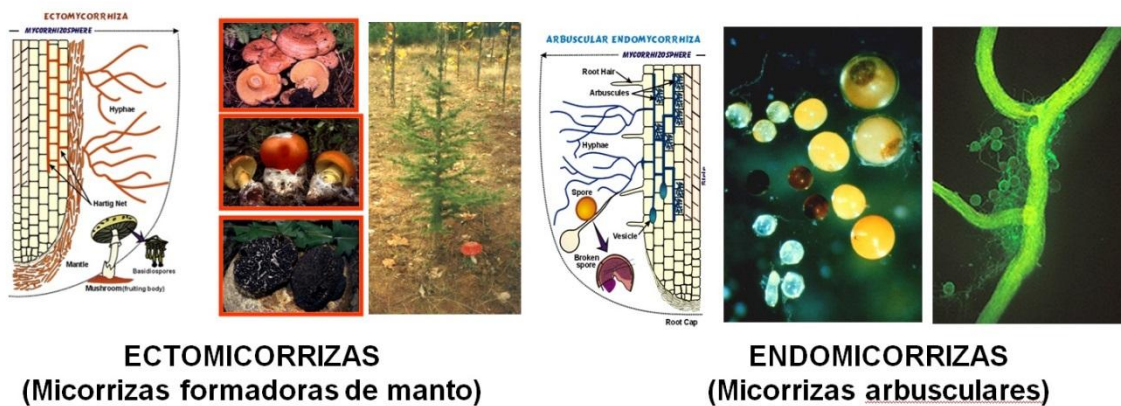 ECTOMYCORRHIZA
MYCORRHIZOSPHERE
Hyphae
Hartig Net
Mantle
Basidiospores
Mushroom (fruiting body)
ARBUSCULAR ENDOMYCORRHIZA
MYCORRHIZOSPHERE
Root Hair
Arbuscules
Hyphae
Stele
Spore
Vesicle
Broken
spore
Root Cap
ECTOMICORRIZAS
(Micorrizas formadoras de manto)
ENDOMICORRIZAS
(Micorrizas arbusculares)